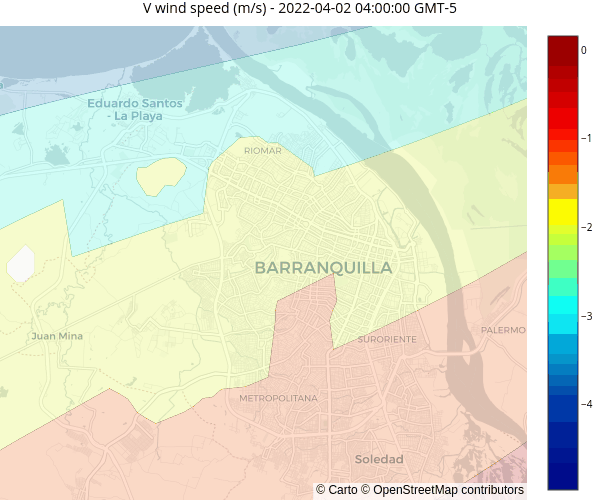 V wind speed (m/s) - 2022-04-02 04:00:00 GMT-5
Eduardo Santos
- La Playa
RIOMAR
BARRANQUILLA
Juan Mina
SURORIENTE
PALERMO
METROPOLITANA
Soledad
© Carto © OpenStreetMap contributors
0
−1
−2
−3
−4